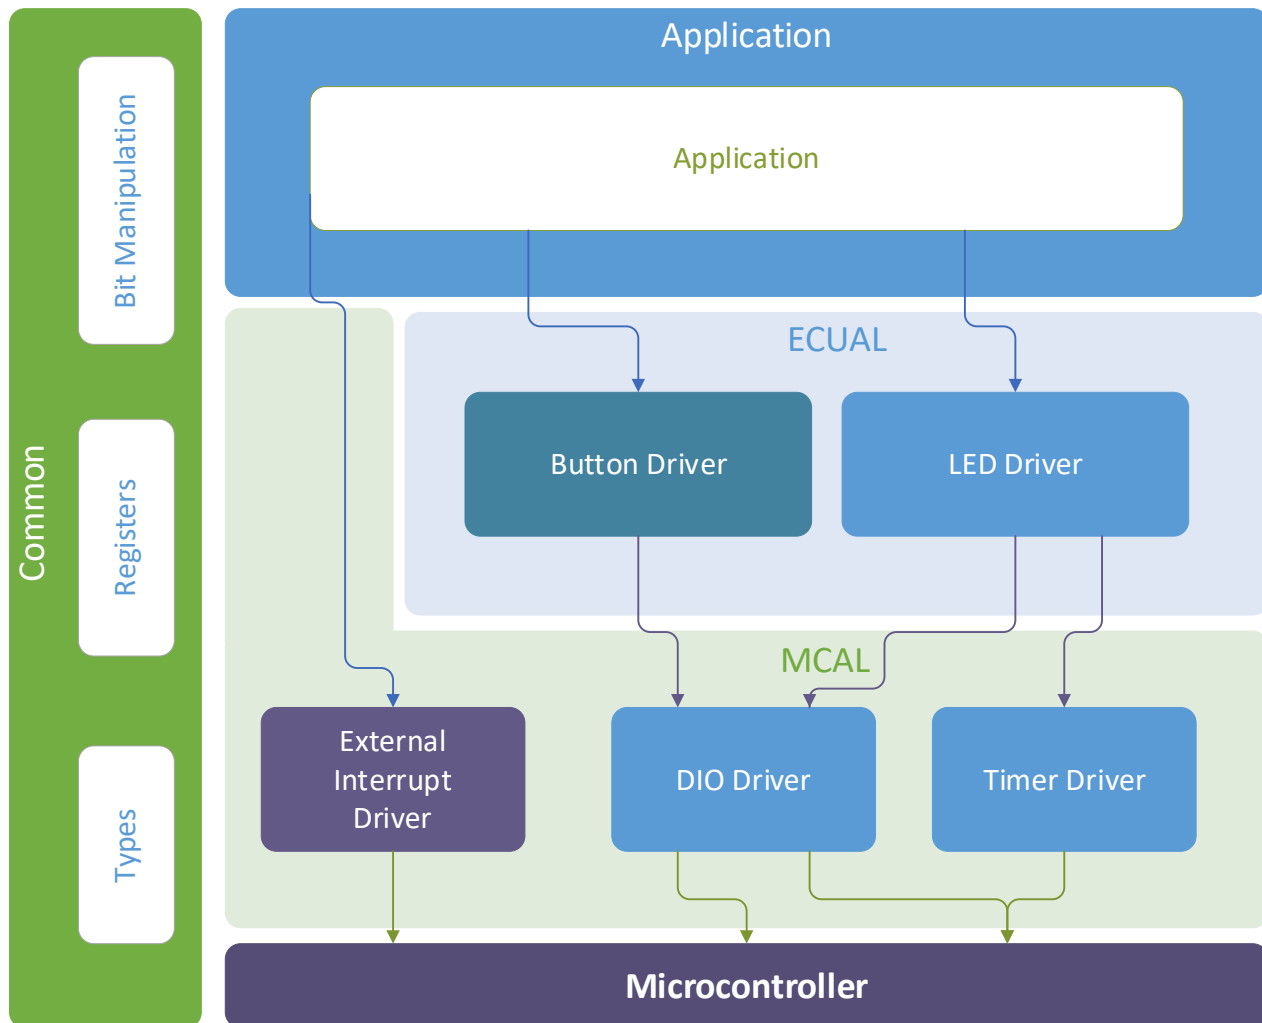 Common
Bit Manipulation
Registers
Types
Application
Application
ECUAL
Button Driver
LED Driver
MCAL
External
Interrupt
Driver
DIO Driver
Timer Driver
Microcontroller